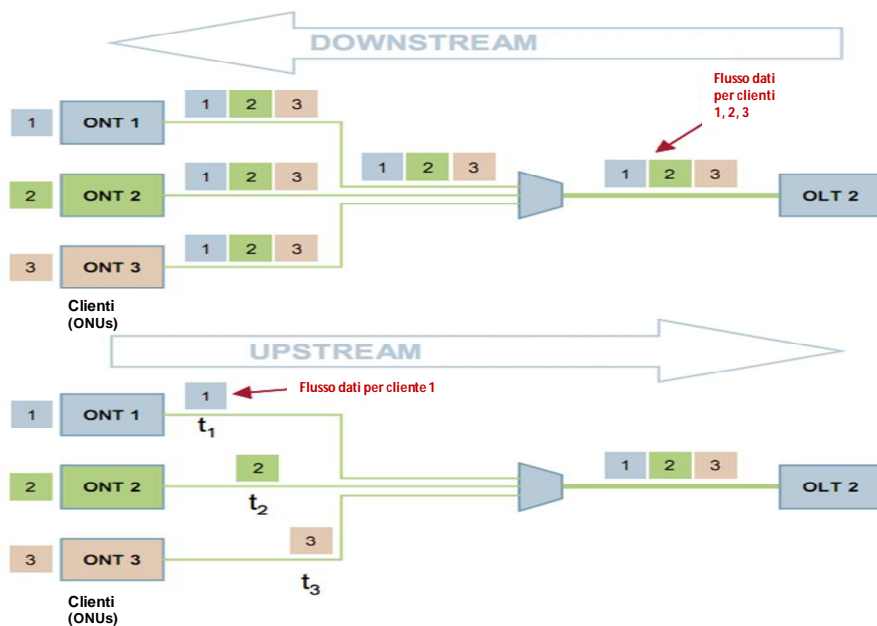 DOWNSTREAM
Flusso dati
per clienti
1, 2, 3
1 2 3
1 ONT 1
1 2 3
1 2 3
1 2 3
2 ONT 2
OLT 2
1 2 3
3 ONT 3
Clienti
(ONUs)
UPSTREAM
Flusso dati per cliente 1
1
1 ONT 1
t1
2
1 2 3
2 ONT 2
OLT 2
t2
3
3 ONT 3
t3
Clienti
(ONUs)